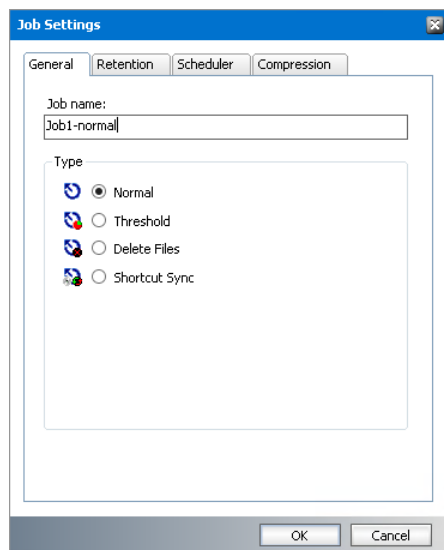 Job Settings
General Retention Scheduler Compression
Job name:
Job1-normal
Type
Normal
Threshold
Delete Files
Shortcut Sync
OK Cancel